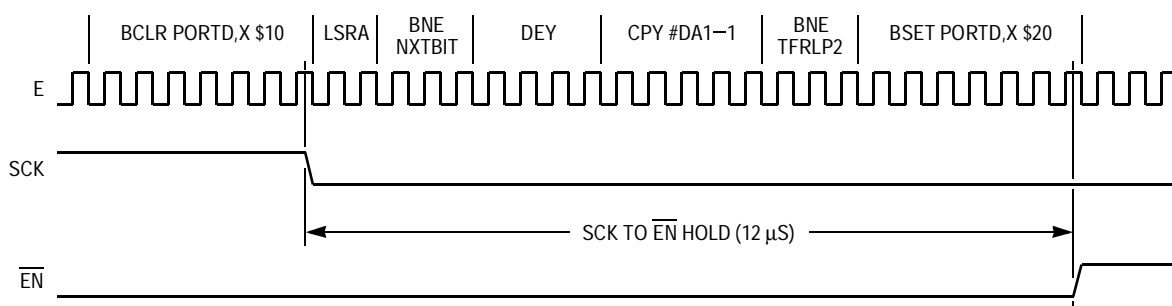 BCLR PORTD,X $10
LSRA
BNE
NXTBIT
DEY
CPY #DA1–1
BNE
TFRLP2
BSET PORTD,X $20
E
SCK
SCK TO EN HOLD (12 μS)
EN